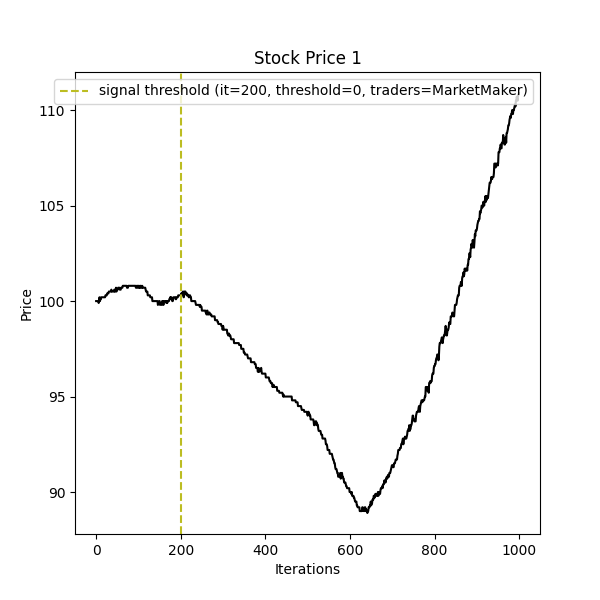 Stock Price 1
signal threshold (it=200, threshold=0, traders=MarketMaker)
110
105
100
95
90
Price
0 200 400 600 800 1000
Iterations